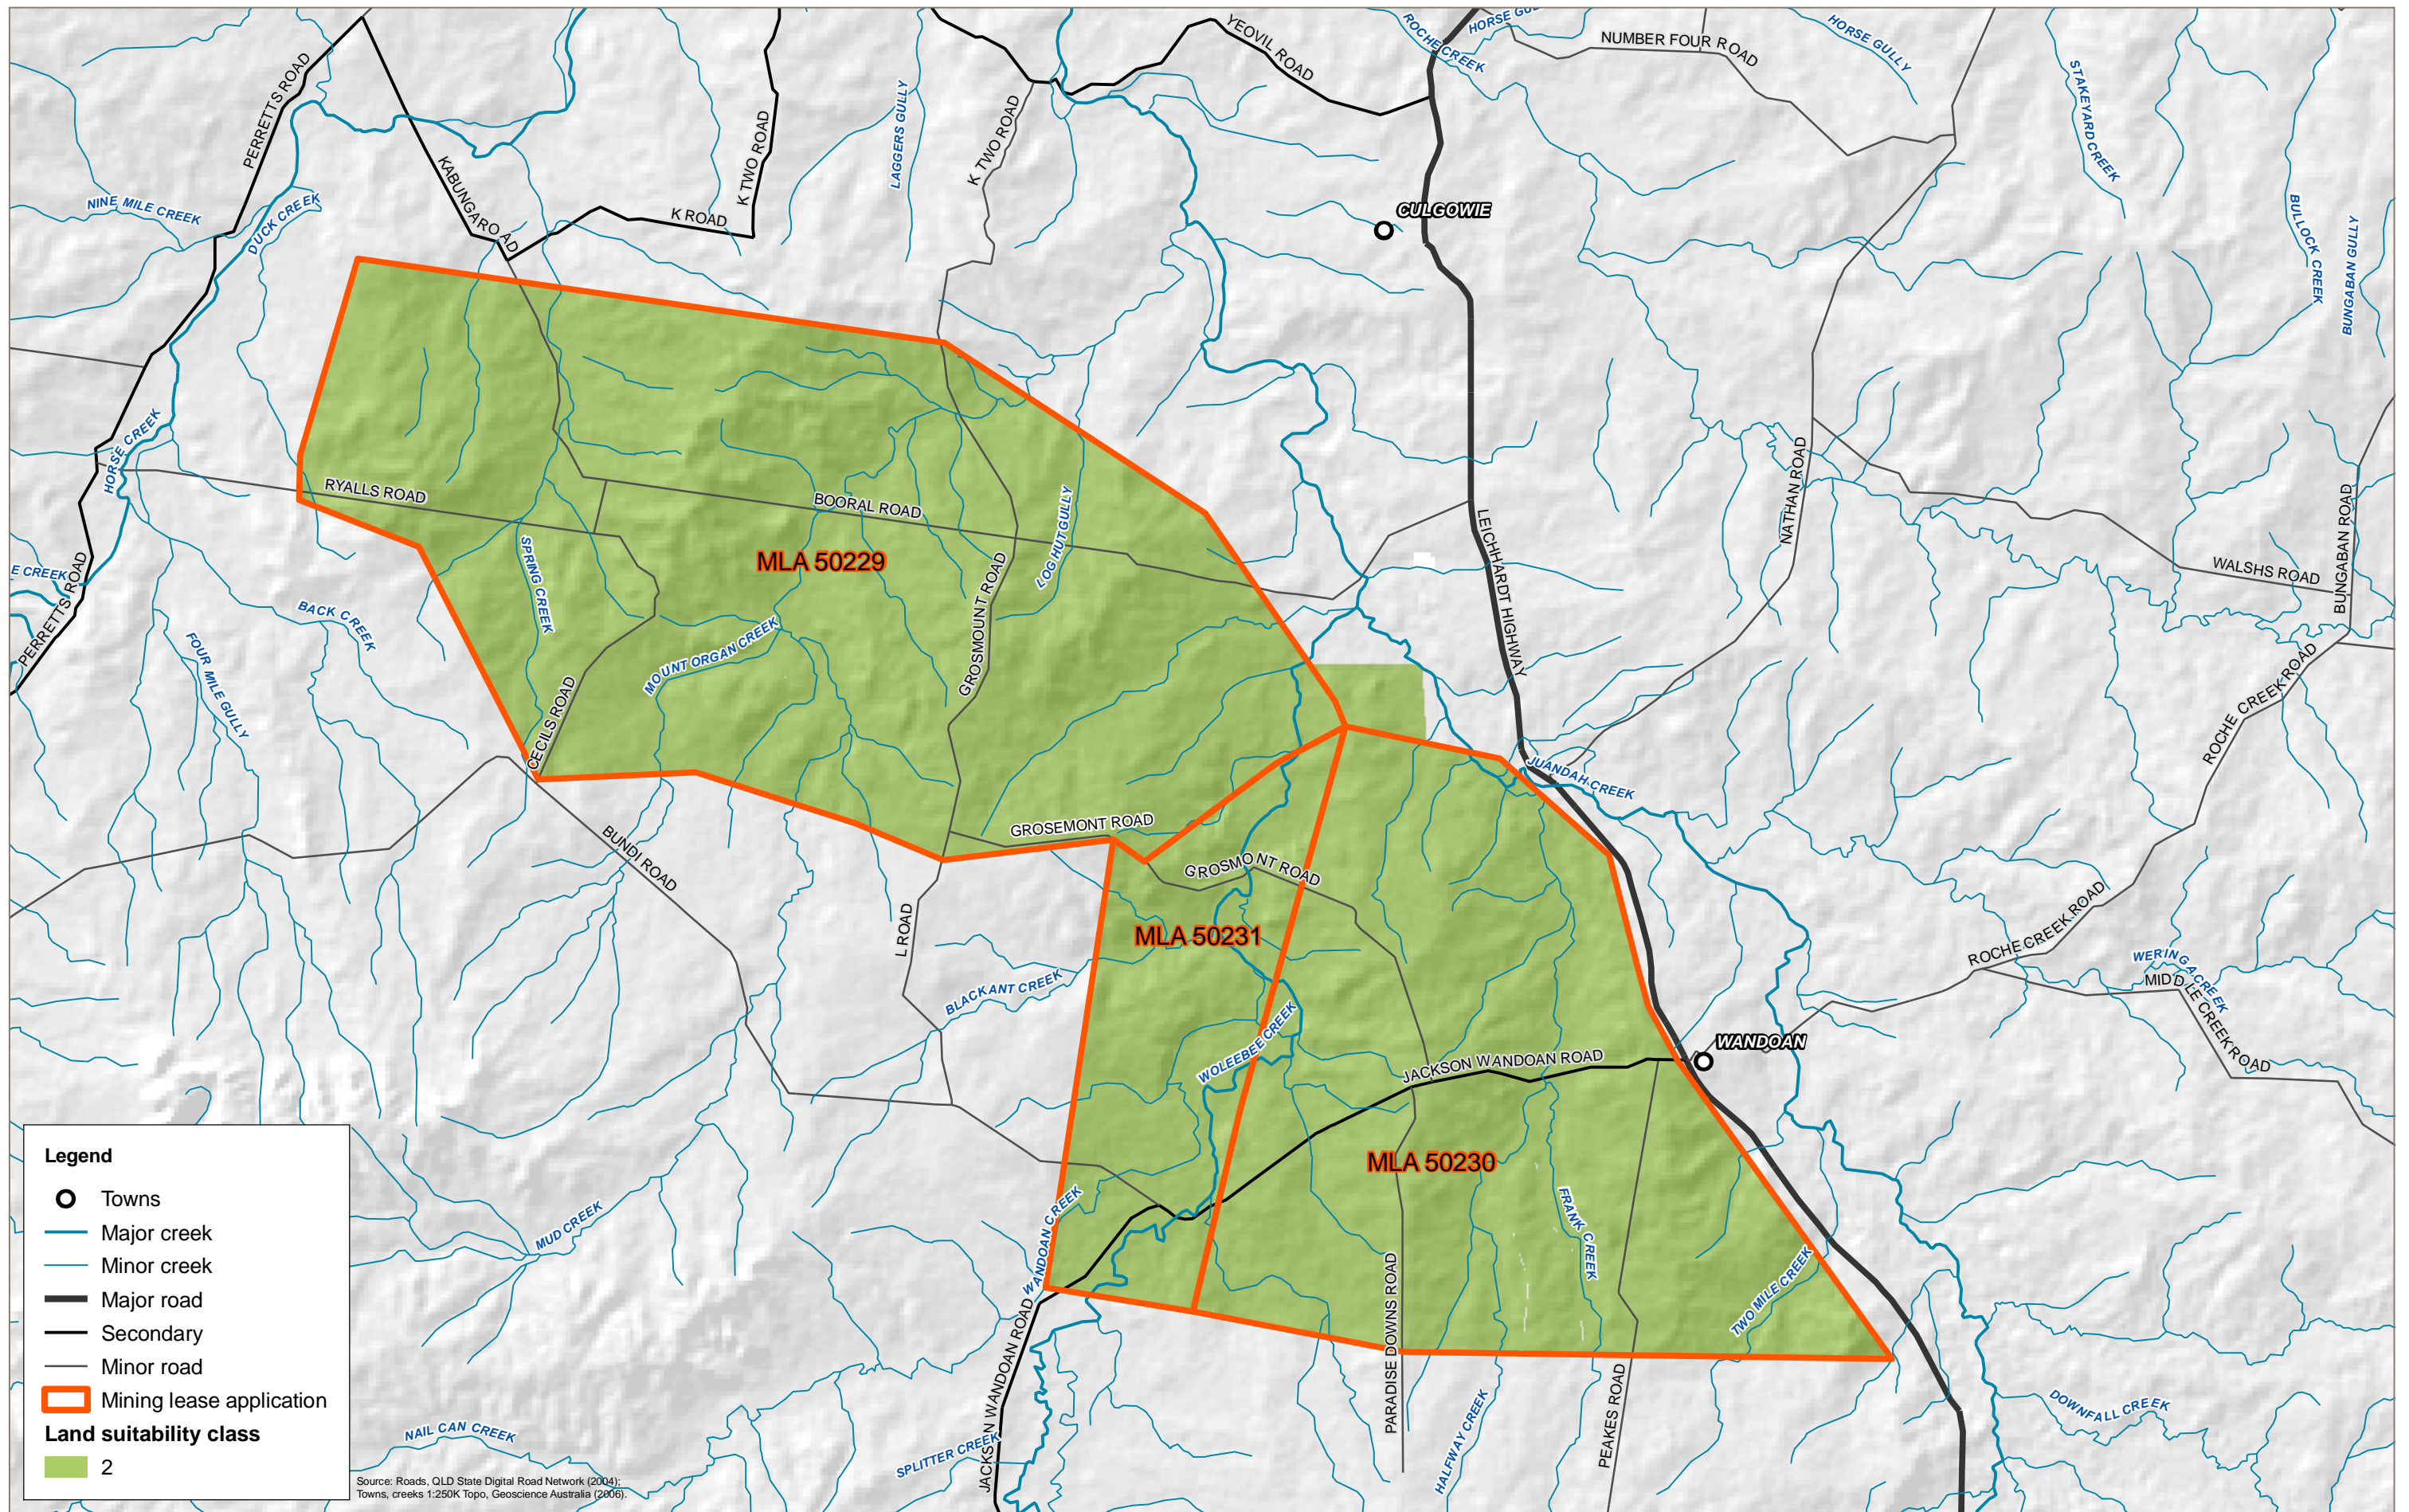 YEOVIL ROAD
ROCHE CREEK
HORSE GUL
NUMBER FOUR ROAD
HORSE GULLY
PERRETTS ROAD
STAKEYARD CREEK
LAGGERS GULLY
K TWO ROAD
K TWO ROAD
KABUNGA ROAD
NINE MILE CREEK
DUCK CREEK
K ROAD
CULGOWIE
BULLOCK CREEK
BUNGABAN GULLY
HORSE CREEK
RYALLS ROAD
BOORAL ROAD
LOG HUT GULLY
NATHAN ROAD
LEICHHARDT HIGHWAY
BUNGABAN ROAD
WALSHS ROAD
MLA 50229
SPRING CREEK
E CREEK
PERRETTS ROAD
BACK CREEK
FOUR MILE GULLY
MOUNT ORGAN CREEK
GROSMOUNT ROAD
CECILS ROAD
ROCHE CREEK ROAD
JUANDAH CREEK
GROSEMONT ROAD
BUNDI ROAD
GROSMONT ROAD
L ROAD
MLA 50231
ROCHE CREEK ROAD
WERING A CREEK
MIDDLE CREEK ROAD
BLACKANT CREEK
WOLEEBEE CREEK
WANDOAN
JACKSON WANDOAN ROAD
MLA 50230
MUD CREEK
WANDOAN CREEK
FRANK CREEK
TWO MILE CREEK
PARADISE DOWNS ROAD
JACKSON WANDOAN ROAD
PEAKES ROAD
HALFWAY CREEK
DOWNFALL CREEK
NAIL CAN CREEK
SPLITTER CREEK
Legend
Towns
Major creek
Minor creek
Major road
Secondary
Minor road
Mining lease application
Land suitability class
2
Source: Roads, QLD State Digital Road Network (2004);
Towns, creeks 1:250K Topo, Geoscience Australia (2006).